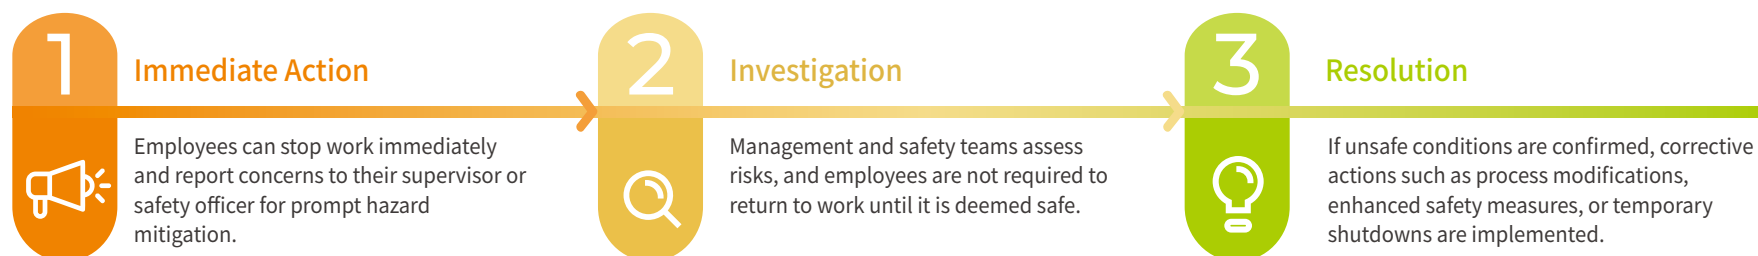 1
Immediate Action
Employees can stop work immediately
and report concerns to their supervisor or
safety officer for prompt hazard
mitigation.
2
Investigation
Management and safety teams assess
risks, and employees are not required to
return to work until it is deemed safe.
3
Resolution
If unsafe conditions are confirmed, corrective
actions such as process modifications,
enhanced safety measures, or temporary
shutdowns are implemented.